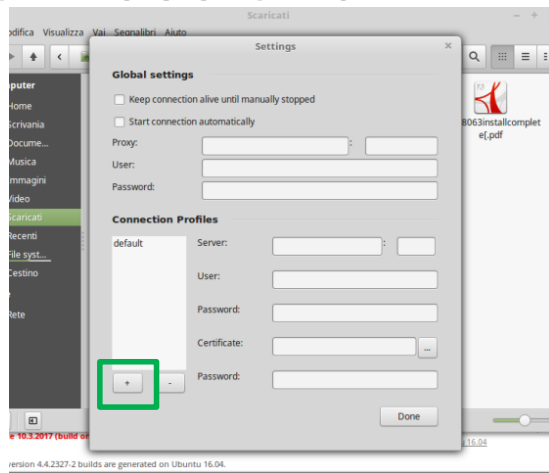 Scaricati
Modifica Visualizza Vai Segnalibri Aiuto
Settings
Global settings
Keep connection alive until manually stopped
Start connection automatically
Proxy: :
User:
Password:
Connection Profiles
default
Server: :
User:
Password:
Certificate: ...
Password:
+ -
Done
Home
Scrivania
Docume...
Musica
Immagini
Video
Scaricati
Recenti
File syst...
Cestino
Rete
8063installcomplet
e[.pdf
10.3.2017 (build
16.04
version 4.4.2327-2 builds are generated on Ubuntu 16.04.